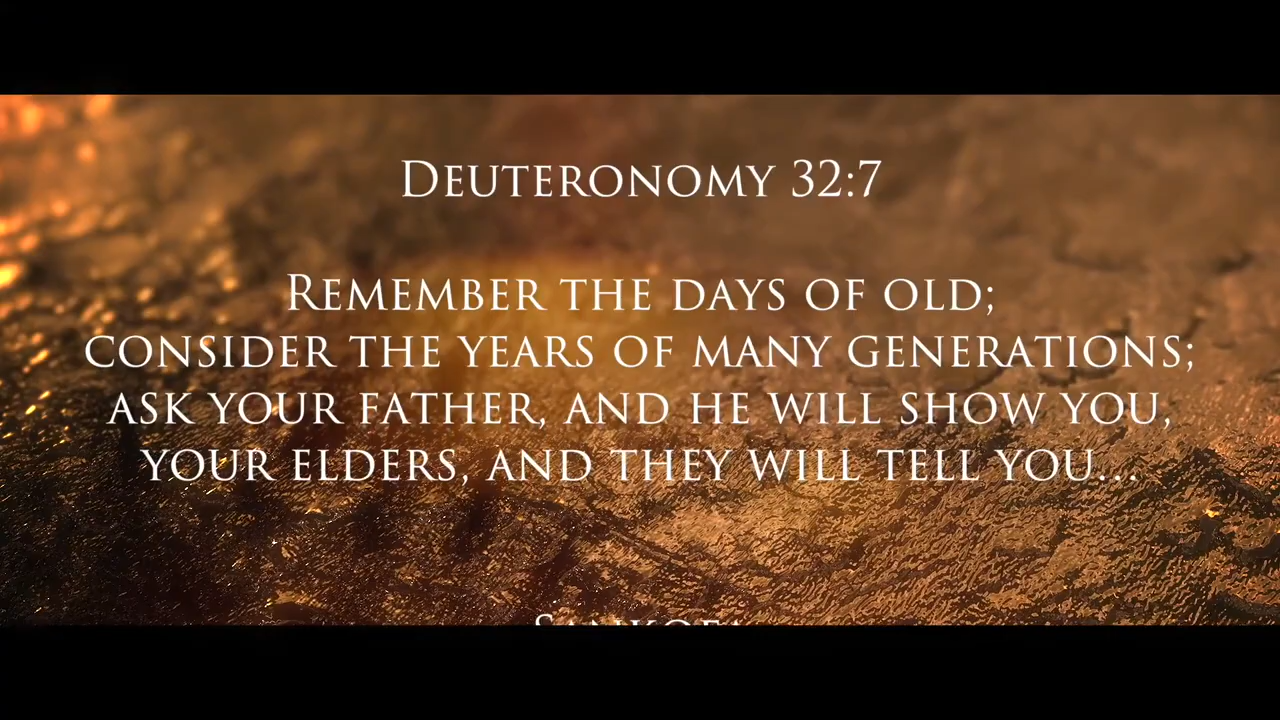 Deuteronomy 32:7
Remember the days of old;
consider the years of many generations;
ask your father, and he will show you,
your elders, and they will tell you...